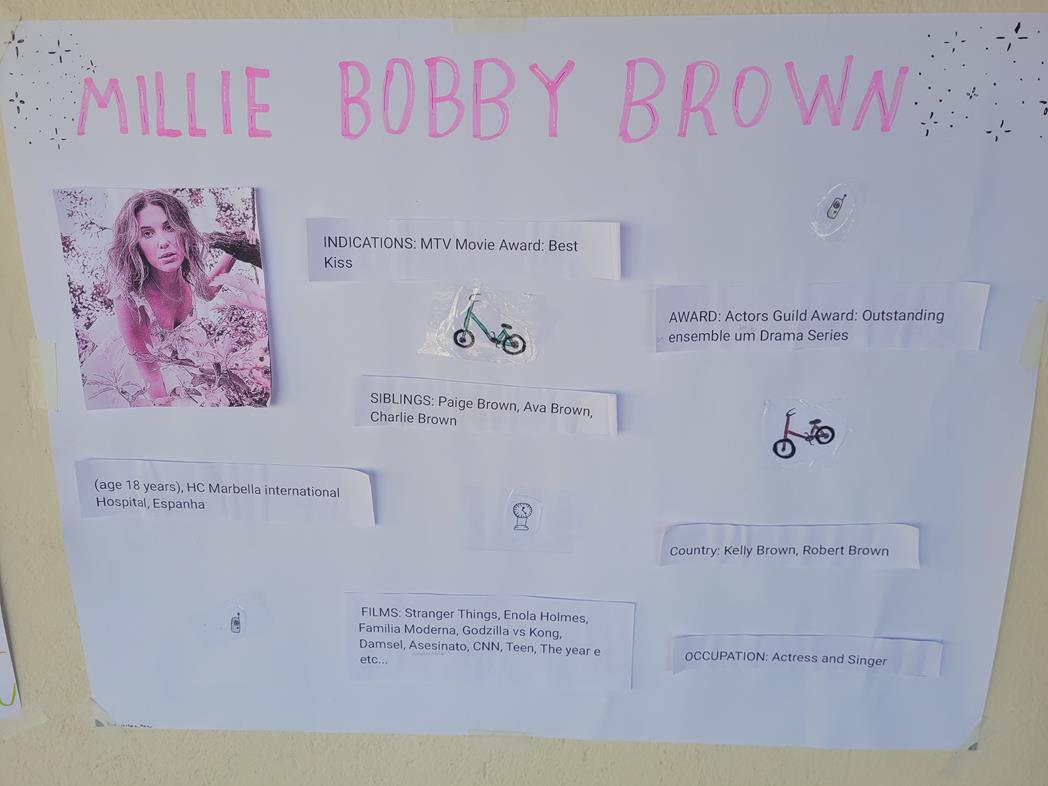 MILLIE BOBBY BROWN
INDICATIONS: MTV Movie Award: Best
Kiss
AWARD: Actors Guild Award: Outstanding
ensemble um Drama Series
SIBLINGS: Paige Brown, Ava Brown,
Charlie Brown
(age 18 years), HC Marbella international
Hospital, Espanha
Country: Kelly Brown, Robert Brown
FILMS: Stranger Things, Enola Holmes,
Familia Moderna, Godzilla vs Kong,
Damsel, Asesinato, CNN, Teen, The year e
etc...
OCCUPATION: Actress and Singer